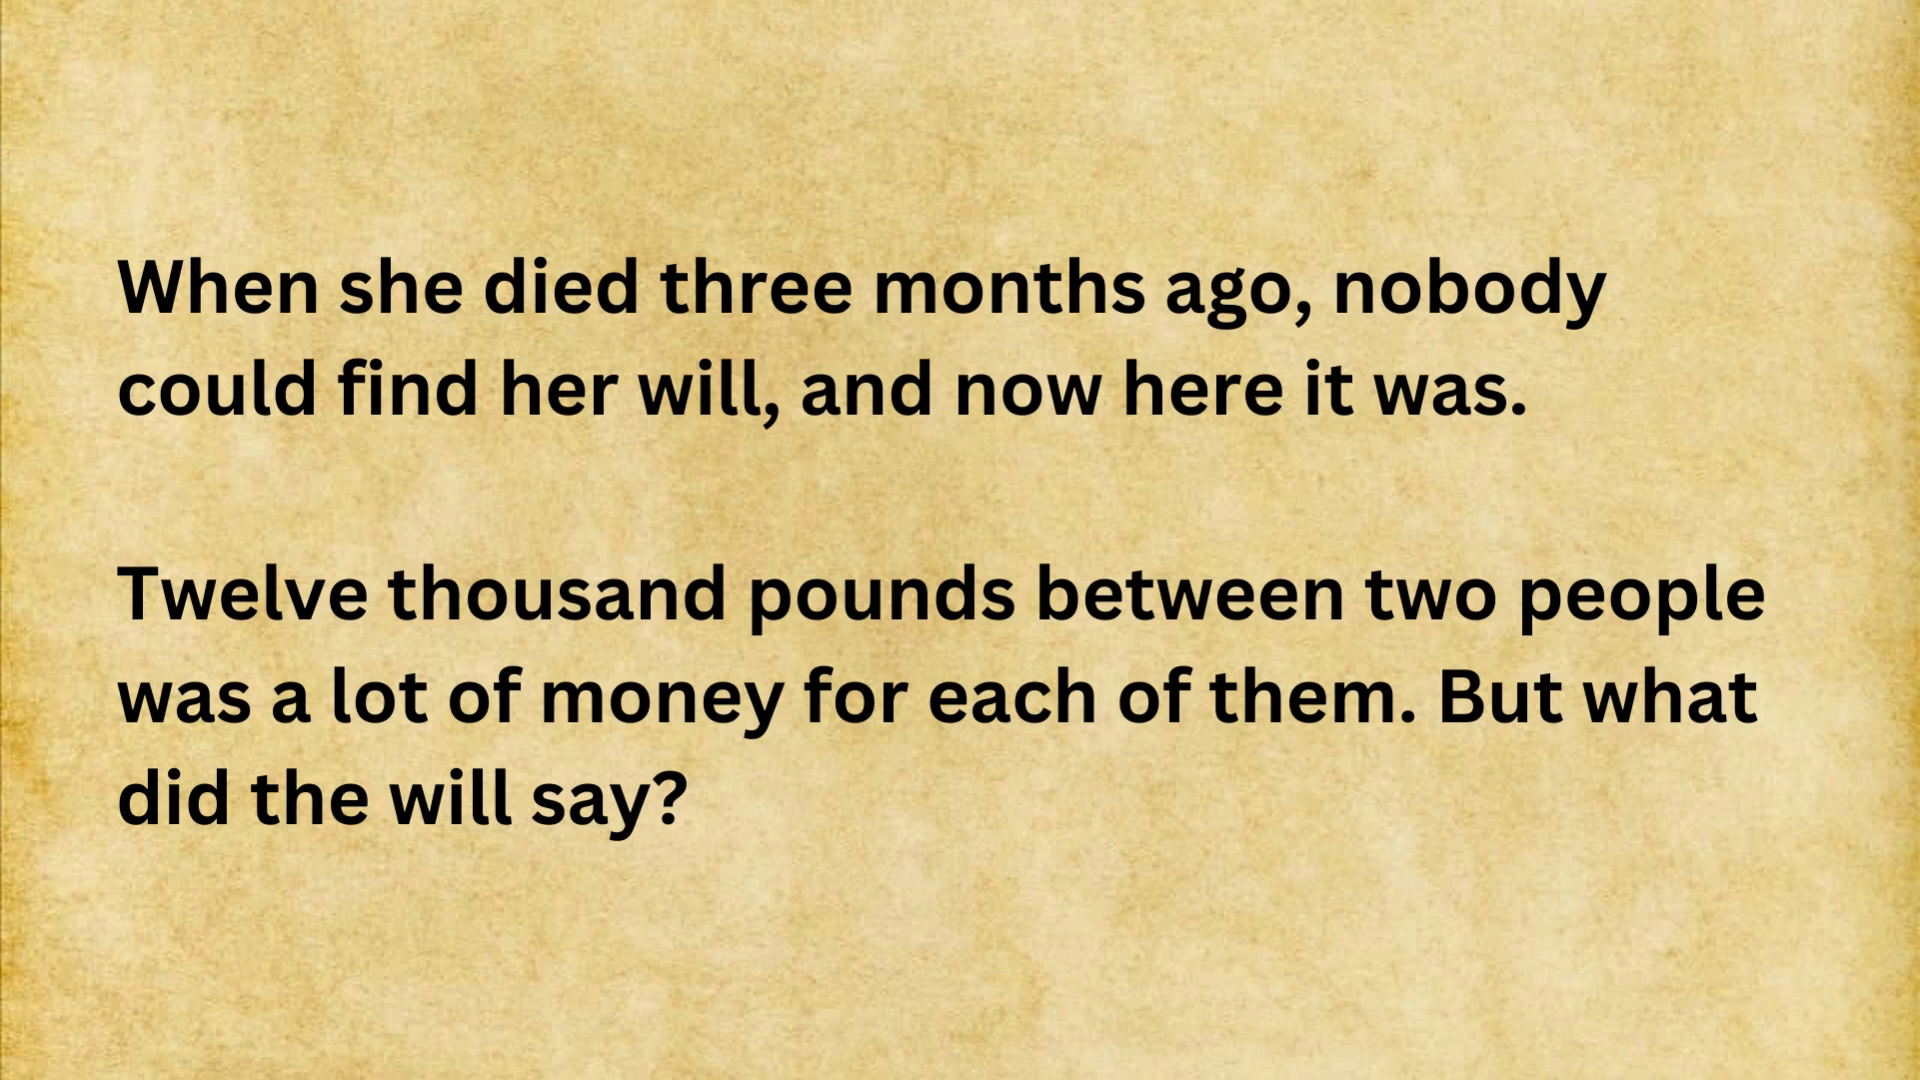 When she died three months ago, nobody
could find her will, and now here it was.
Twelve thousand pounds between two people
was a lot of money for each of them. But what
did the will say?